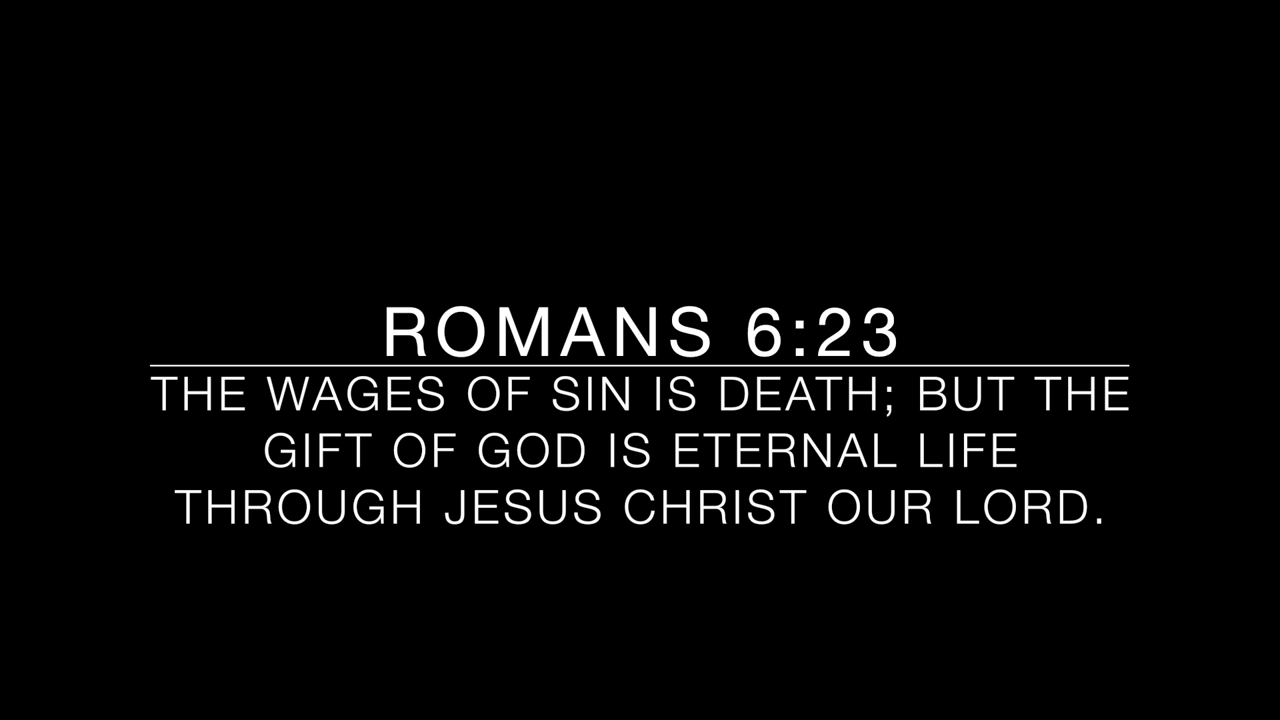 ROMANS 6:23
THE WAGES OF SIN IS DEATH; BUT THE
GIFT OF GOD IS ETERNAL LIFE
THROUGH JESUS CHRIST OUR LORD.